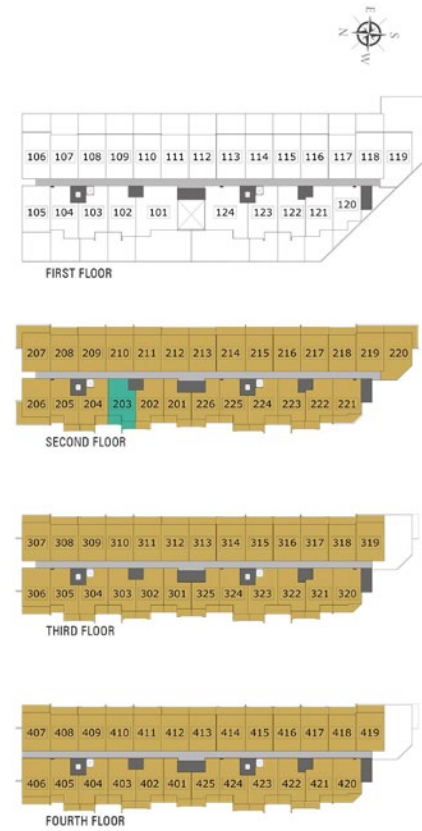 E
N S
W
106 107 108 109 110 111 112 113 114 115 116 117 118 119
105 104 103 102 101 124 123 122 121 120
FIRST FLOOR
207 208 209 210 211 212 213 214 215 216 217 218 219 220
206 205 204 203 202 201 226 225 224 223 222 221
SECOND FLOOR
307 308 309 310 311 312 313 314 315 316 317 318 319
306 305 304 303 302 301 325 324 323 322 321 320
THIRD FLOOR
407 408 409 410 411 412 413 414 415 416 417 418 419
406 405 404 403 402 401 425 424 423 422 421 420
FOURTH FLOOR